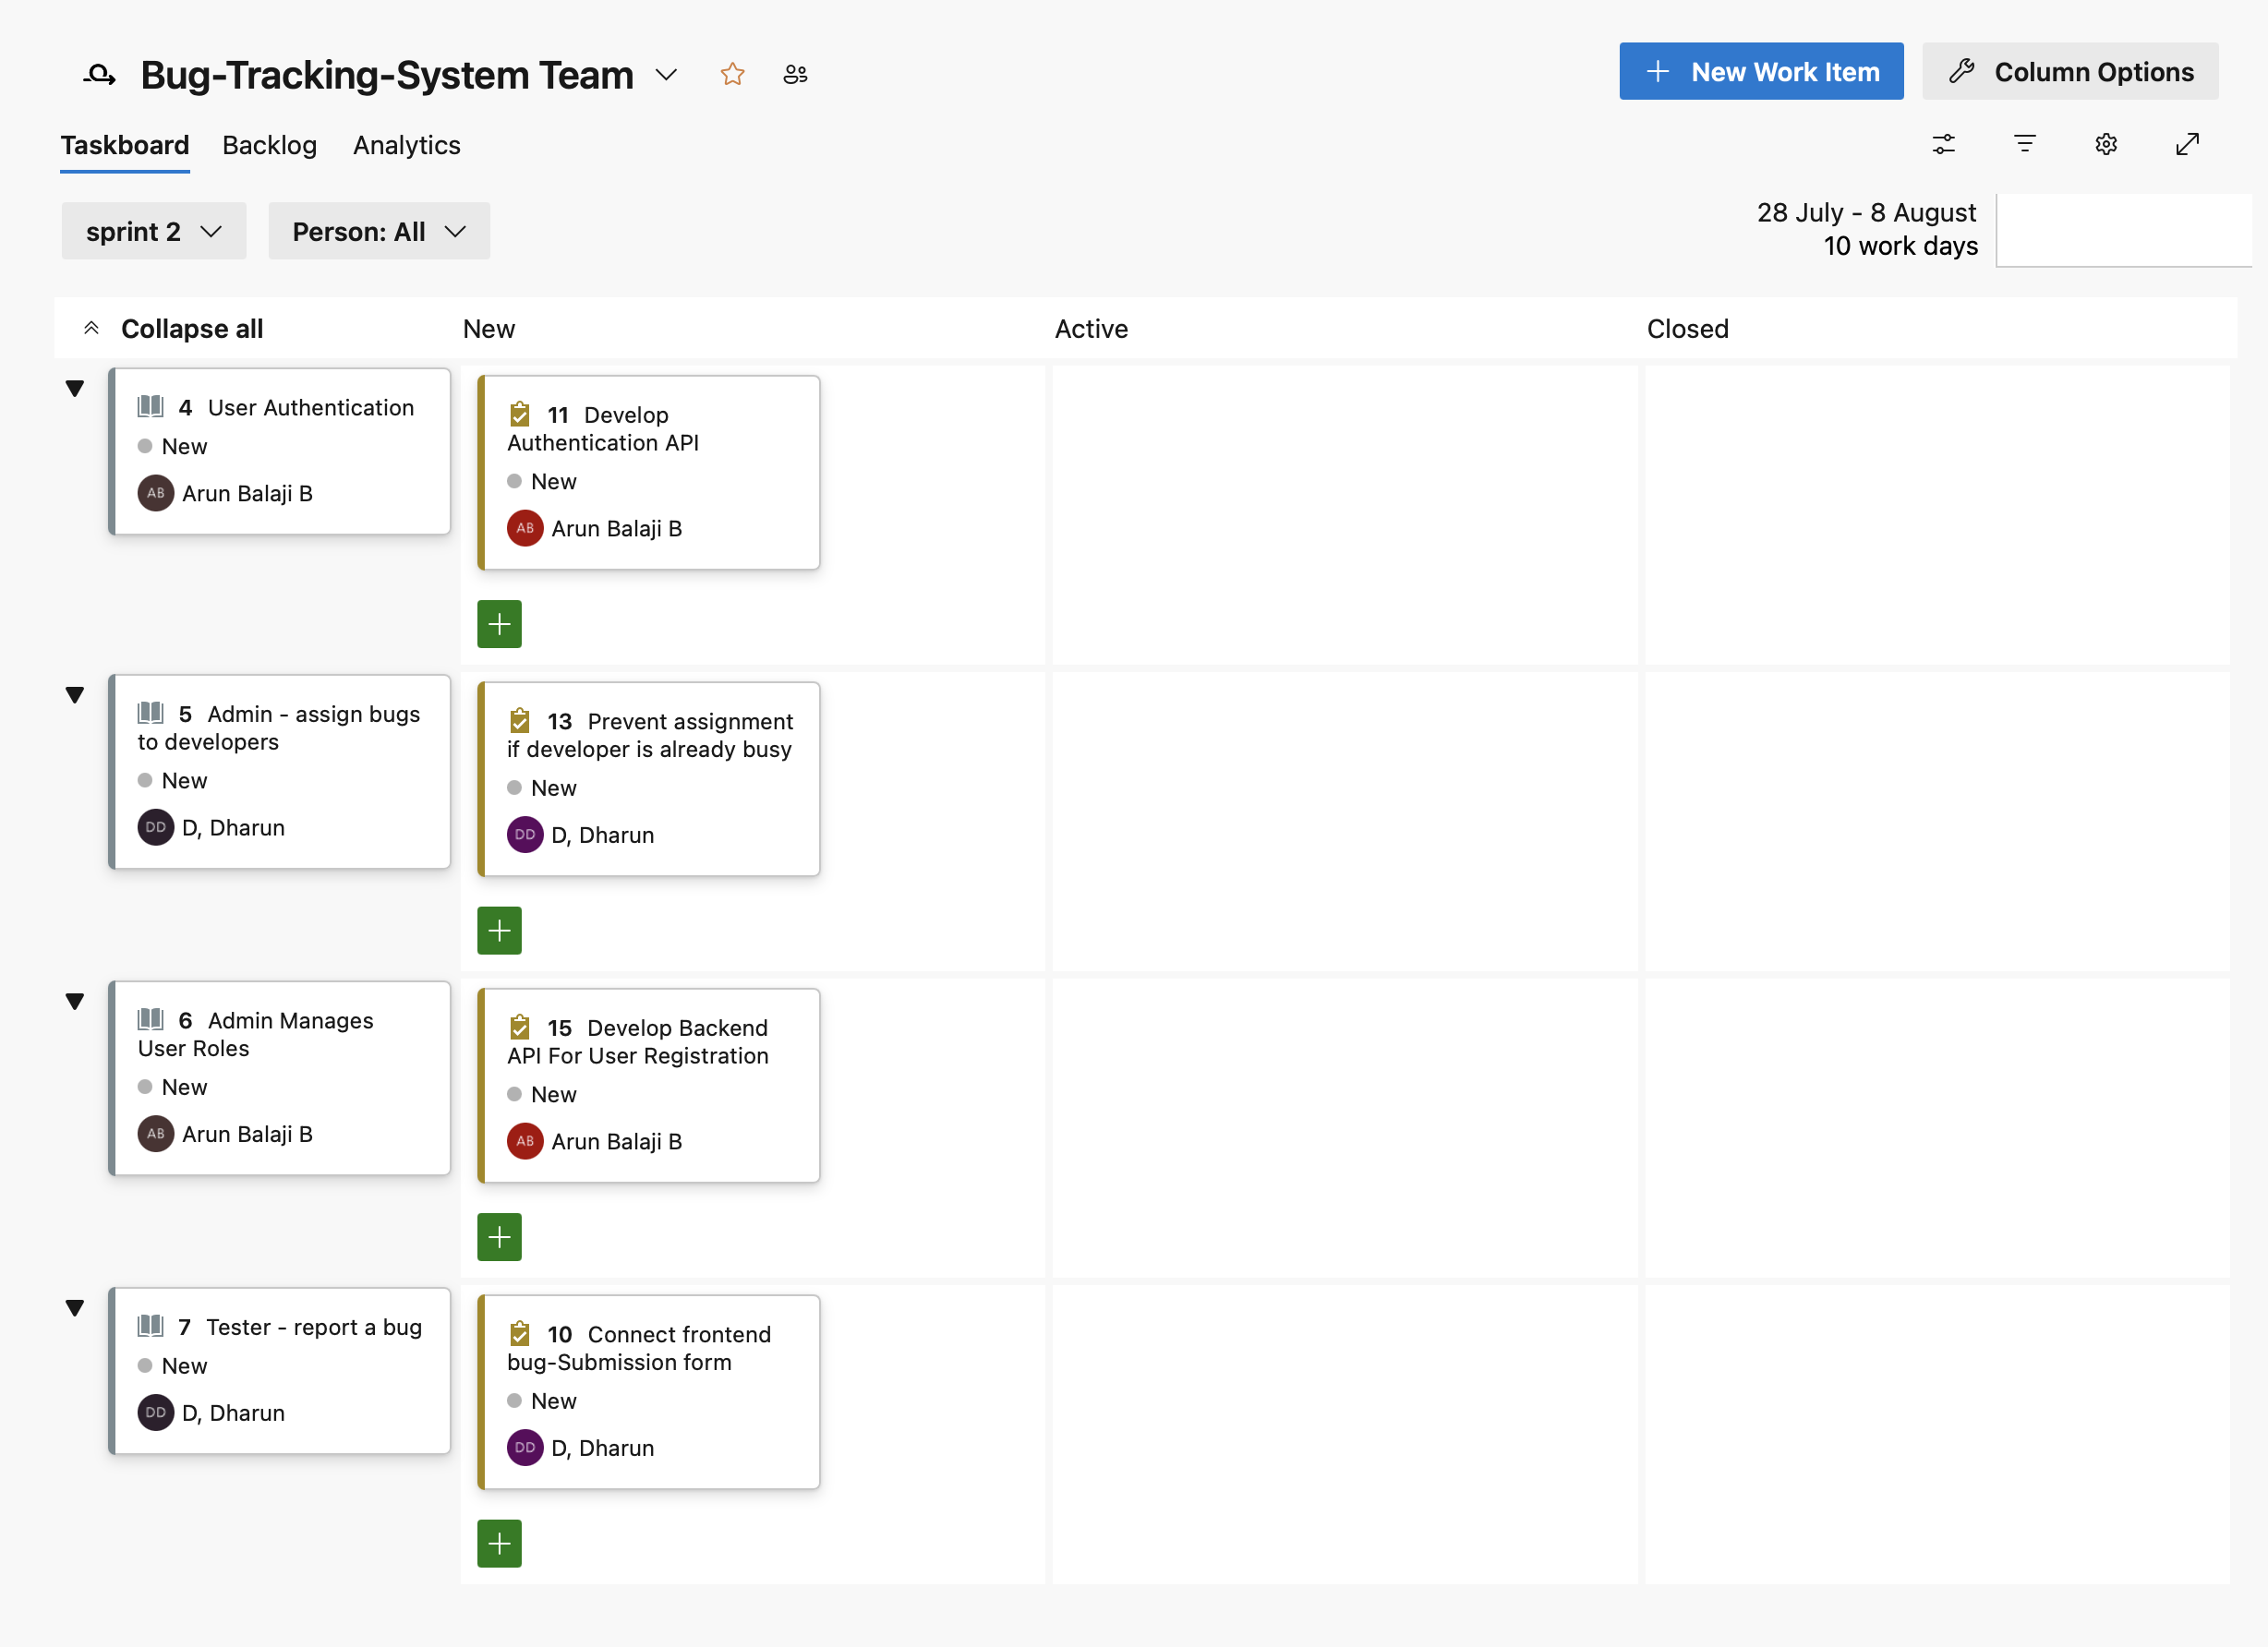 Bug-Tracking-System Team
New Work Item
Column Options
Taskboard
Backlog
Analytics
sprint 2
Person: All
28 July - 8 August
10 work days
Collapse all
New
Active
Closed
4 User Authentication
New
AB Arun Balaji B
11 Develop
Authentication API
New
AB Arun Balaji B
5 Admin - assign bugs
to developers
New
DD D, Dharun
13 Prevent assignment
if developer is already busy
New
DD D, Dharun
6 Admin Manages
User Roles
New
AB Arun Balaji B
15 Develop Backend
API For User Registration
New
AB Arun Balaji B
7 Tester - report a bug
New
DD D, Dharun
10 Connect frontend
bug-Submission form
New
DD D, Dharun